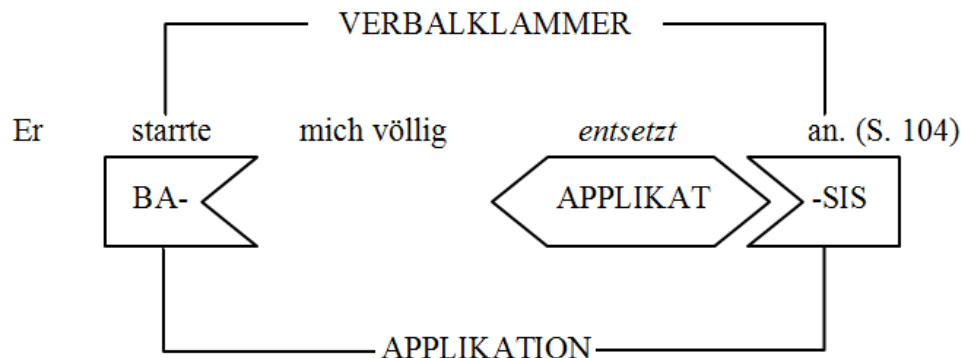 VERBALKLAMMER
Er starrte mich völlig entsetzt an. (S. 104)
BA- APPLIKAT -SIS
APPLIKATION